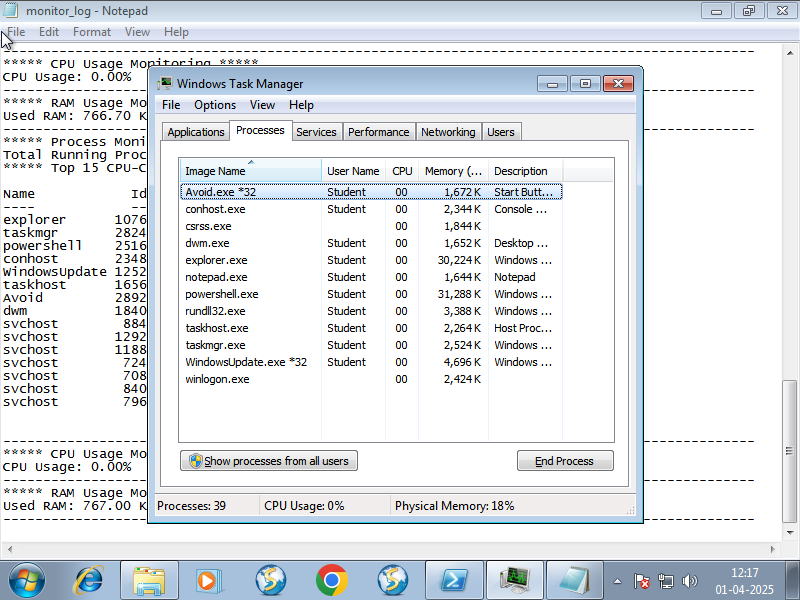 monitor_log - Notepad
File Edit Format View Help
***** CPU Usage Monitoring *****
CPU Usage: 0.00%
***** RAM Usage Mo
Used RAM: 766.70 K
***** Process Moni
Total Running Proc
***** Top 15 CPU-C
Name Id
---- --
explorer 1076
taskmgr 2824
powershell 2516
conhost 2348
WindowsUpdate 1252
taskhost 1656
Avoid 2892
dwm 1840
svchost 884
svchost 1292
svchost 1188
svchost 724
svchost 708
svchost 840
svchost 796
***** CPU Usage Mo
CPU Usage: 0.00%
***** RAM Usage Mo
Used RAM: 767.00 K
Windows Task Manager
File Options View Help
Applications Processes Services Performance Networking Users
Image Name User Name CPU Memory (... Description
Avoid.exe *32 Student 00 1,672 K Start Butt...
conhost.exe Student 00 2,344 K Console ...
csrss.exe 00 1,844 K
dwm.exe Student 00 1,652 K Desktop ...
explorer.exe Student 00 30,224 K Windows ...
notepad.exe Student 00 1,644 K Notepad
powershell.exe Student 00 31,288 K Windows ...
rundll32.exe Student 00 3,388 K Windows ...
taskhost.exe Student 00 2,264 K Host Proc...
taskmgr.exe Student 00 2,524 K Windows ...
WindowsUpdate.exe *32 Student 00 4,696 K Windows ...
winlogon.exe 00 2,424 K
Show processes from all users End Process
Processes: 39 CPU Usage: 0% Physical Memory: 18%
12:17
01-04-2025